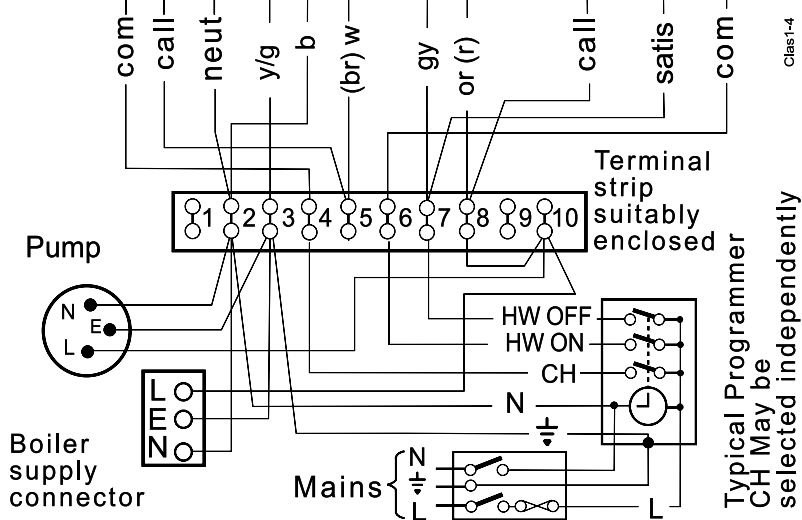 com
call
neut
y/g
b
(br) w
gy
or (r)
call
satis
com
Clas1-4
Terminal
strip
suitably
enclosed
1 2 3 4 5 6 7 8 9 10
Pump
N
E
L
HW OFF
HW ON
CH
N
L
E
N
Boiler
supply
connector
Mains
N
L
L
Typical Programmer
CH May be
selected independently